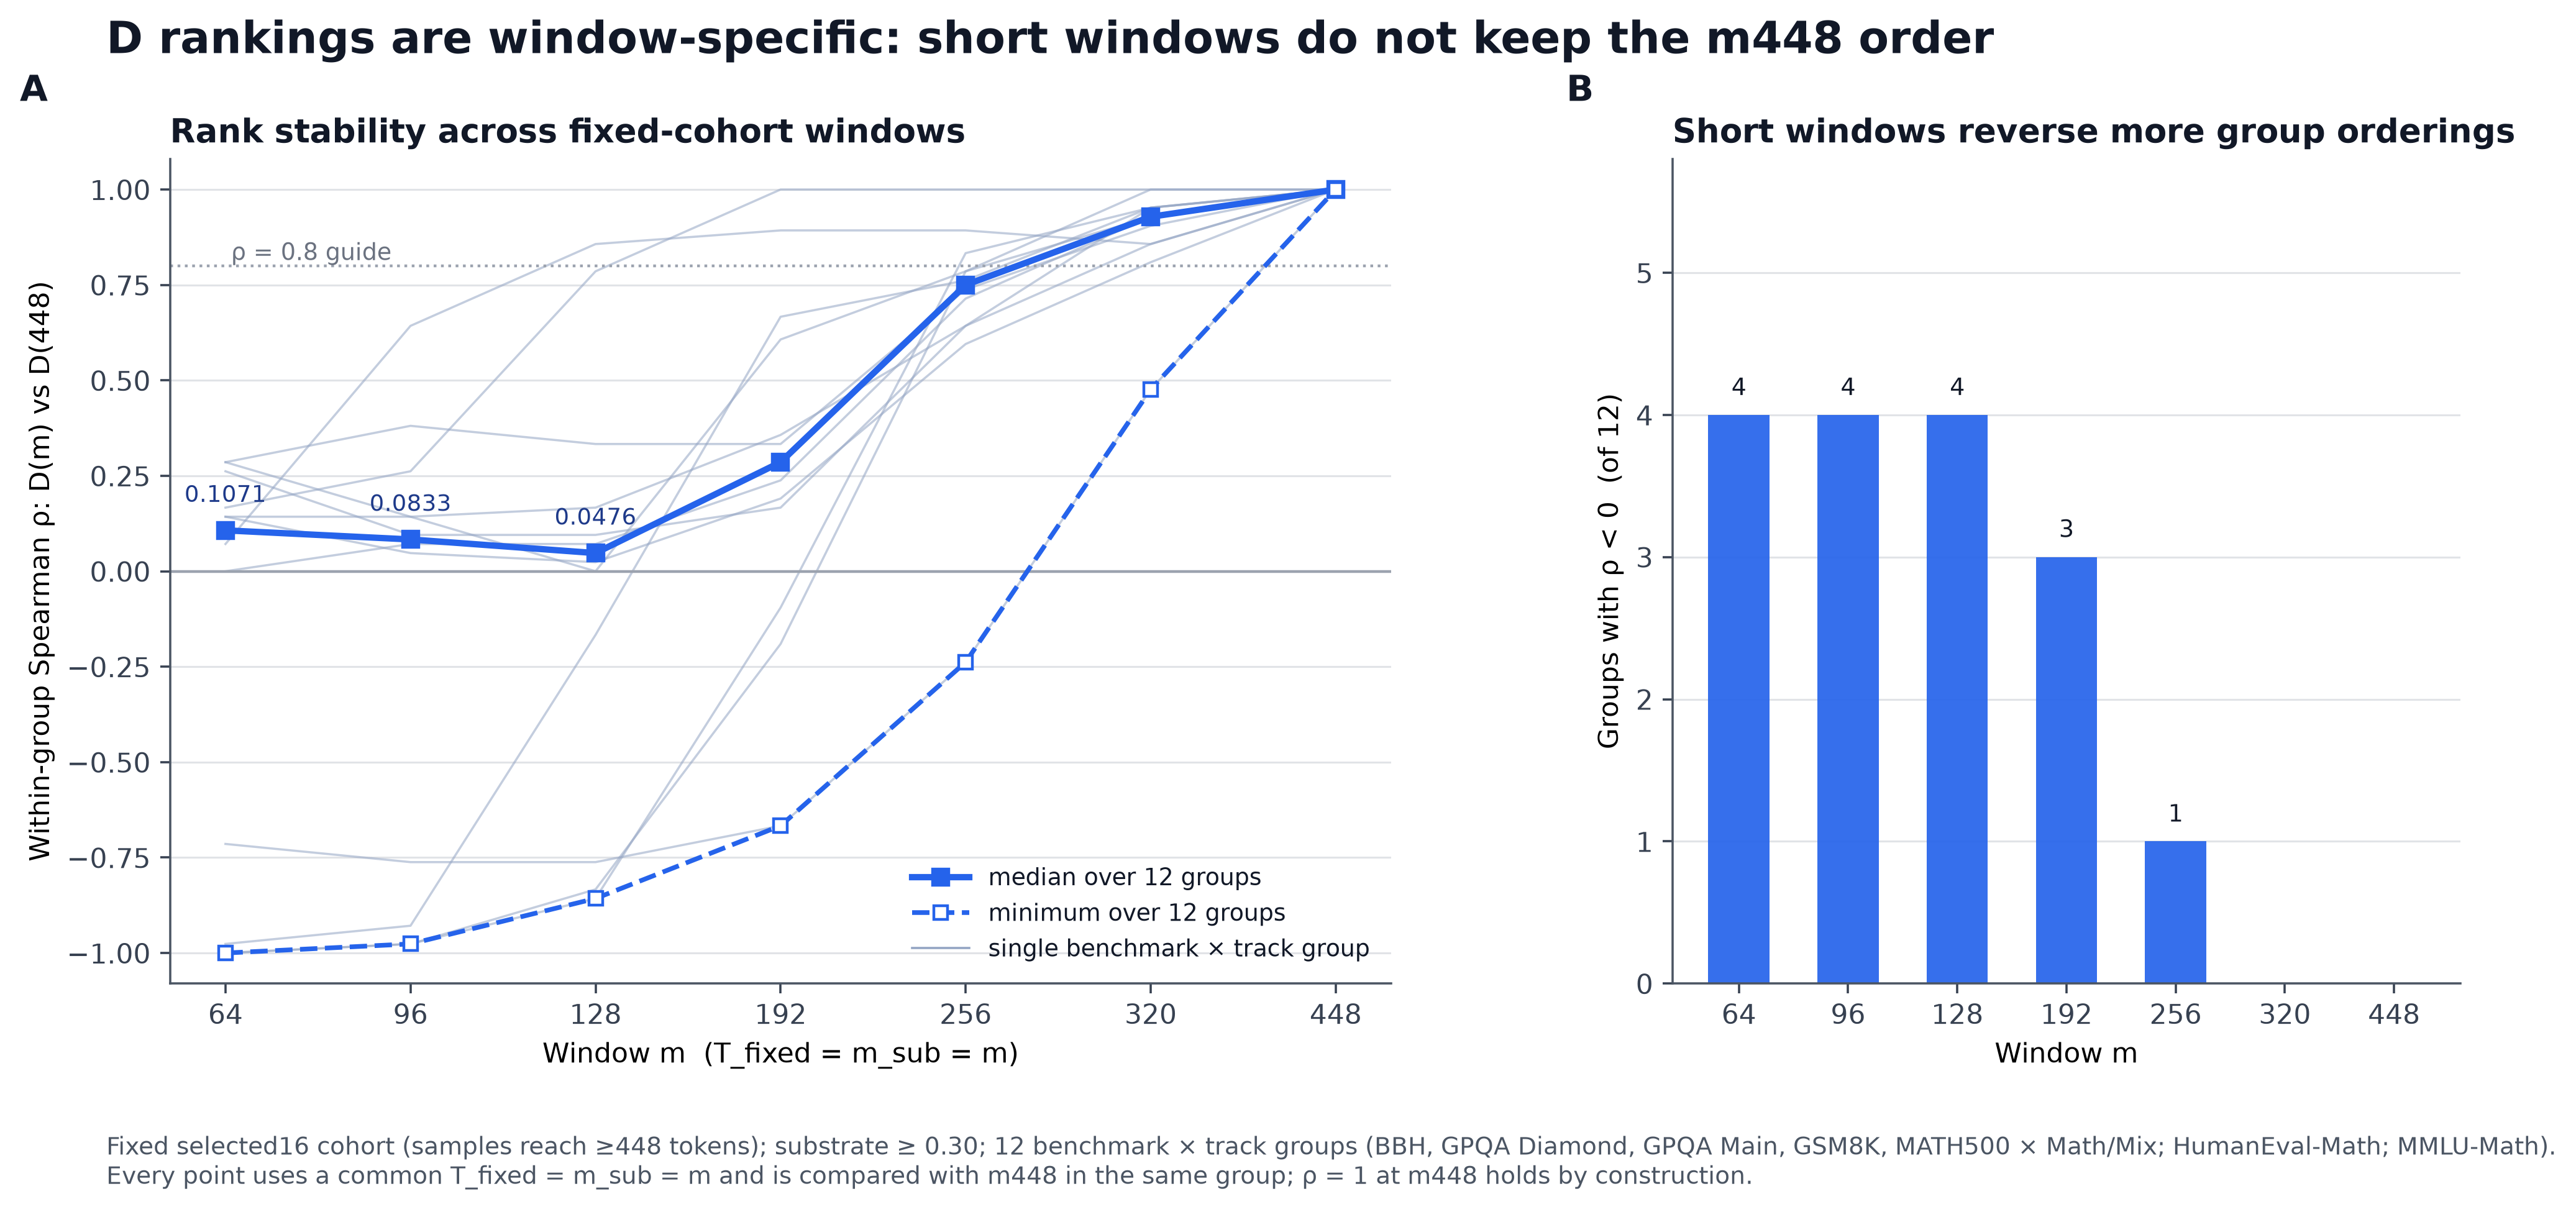 D rankings are window-specific: short windows do not keep the m448 order
A
Rank stability across fixed-cohort windows
Within-group Spearman ρ: D(m) vs D(448)
1.00
0.75
0.50
0.25
0.00
−0.25
−0.50
−0.75
−1.00
ρ = 0.8 guide
0.1071
0.0833
0.0476
median over 12 groups
minimum over 12 groups
single benchmark × track group
64
96
128
192
256
320
448
Window m (T_fixed = m_sub = m)
B
Short windows reverse more group orderings
Groups with ρ < 0 (of 12)
5
4
3
2
1
0
4
4
4
3
1
64
96
128
192
256
320
448
Window m
Fixed selected16 cohort (samples reach ≥448 tokens); substrate ≥ 0.30; 12 benchmark × track groups (BBH, GPQA Diamond, GPQA Main, GSM8K, MATH500 × Math/Mix; HumanEval-Math; MMLU-Math).
Every point uses a common T_fixed = m_sub = m and is compared with m448 in the same group; ρ = 1 at m448 holds by construction.